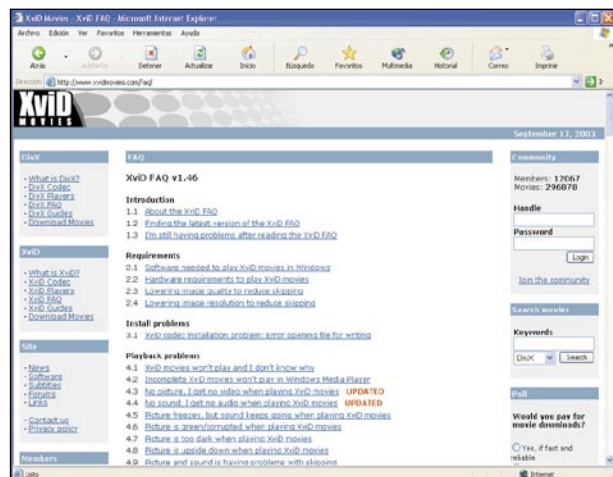 XviD Movies - XviD FAQ - Microsoft Internet Explorer
Archivo Edición Ver Favoritos Herramientas Ayuda
Atrás Adelante Detener Actualizar Inicio Búsqueda Favoritos Multimedia Historial Correo Imprimir
Dirección http://www.xvidmovies.com/faq/ Ir
XviD
MOVIES
September 17, 2003
DivX
- What is DivX?
- DivX Codec
- DivX Players
- DivX FAQ
- DivX Guides
- Download Movies
XviD
- What is XviD?
- XviD Codec
- XviD Players
- XviD FAQ
- XviD Guides
- Download Movies
Site
- News
- Software
- Subtitles
- Forums
- Links
- Contact us
- Privacy policy
Members
FAQ
XviD FAQ v1.46
Introduction
1.1 About the XviD FAQ
1.2 Finding the latest version of the XviD FAQ
1.3 I'm still having problems after reading the XviD FAQ
Requirements
2.1 Software needed to play XviD movies in Windows
2.2 Hardware requirements to play XviD movies
2.3 Lowering image quality to reduce skipping
2.4 Lowering image resolution to reduce skipping
Install problems
3.1 XviD codec installation problem: Error opening file for writing
Playback problems
4.1 XviD movies won't play and I don't know why
4.2 Incomplete XviD movies won't play in Windows Media Player
4.3 No picture, I get no video when playing XviD movies UPDATED
4.4 No sound, I get no audio when playing XviD movies UPDATED
4.5 Picture freezes, but sound keeps going when playing XviD movies
4.6 Picture is green/corrupted when playing XviD movies
4.7 Picture is too dark when playing XviD movies
4.8 Picture is upside down when playing XviD movies
4.9 Picture and sound is having problems with skipping
Community
Members: 12067
Movies: 296878
Handle
Password
Login
Join the community
Search movies
Keywords
DivX Search
Poll
Would you pay for
movie downloads?
Yes, if fast and
reliable
Listo Internet